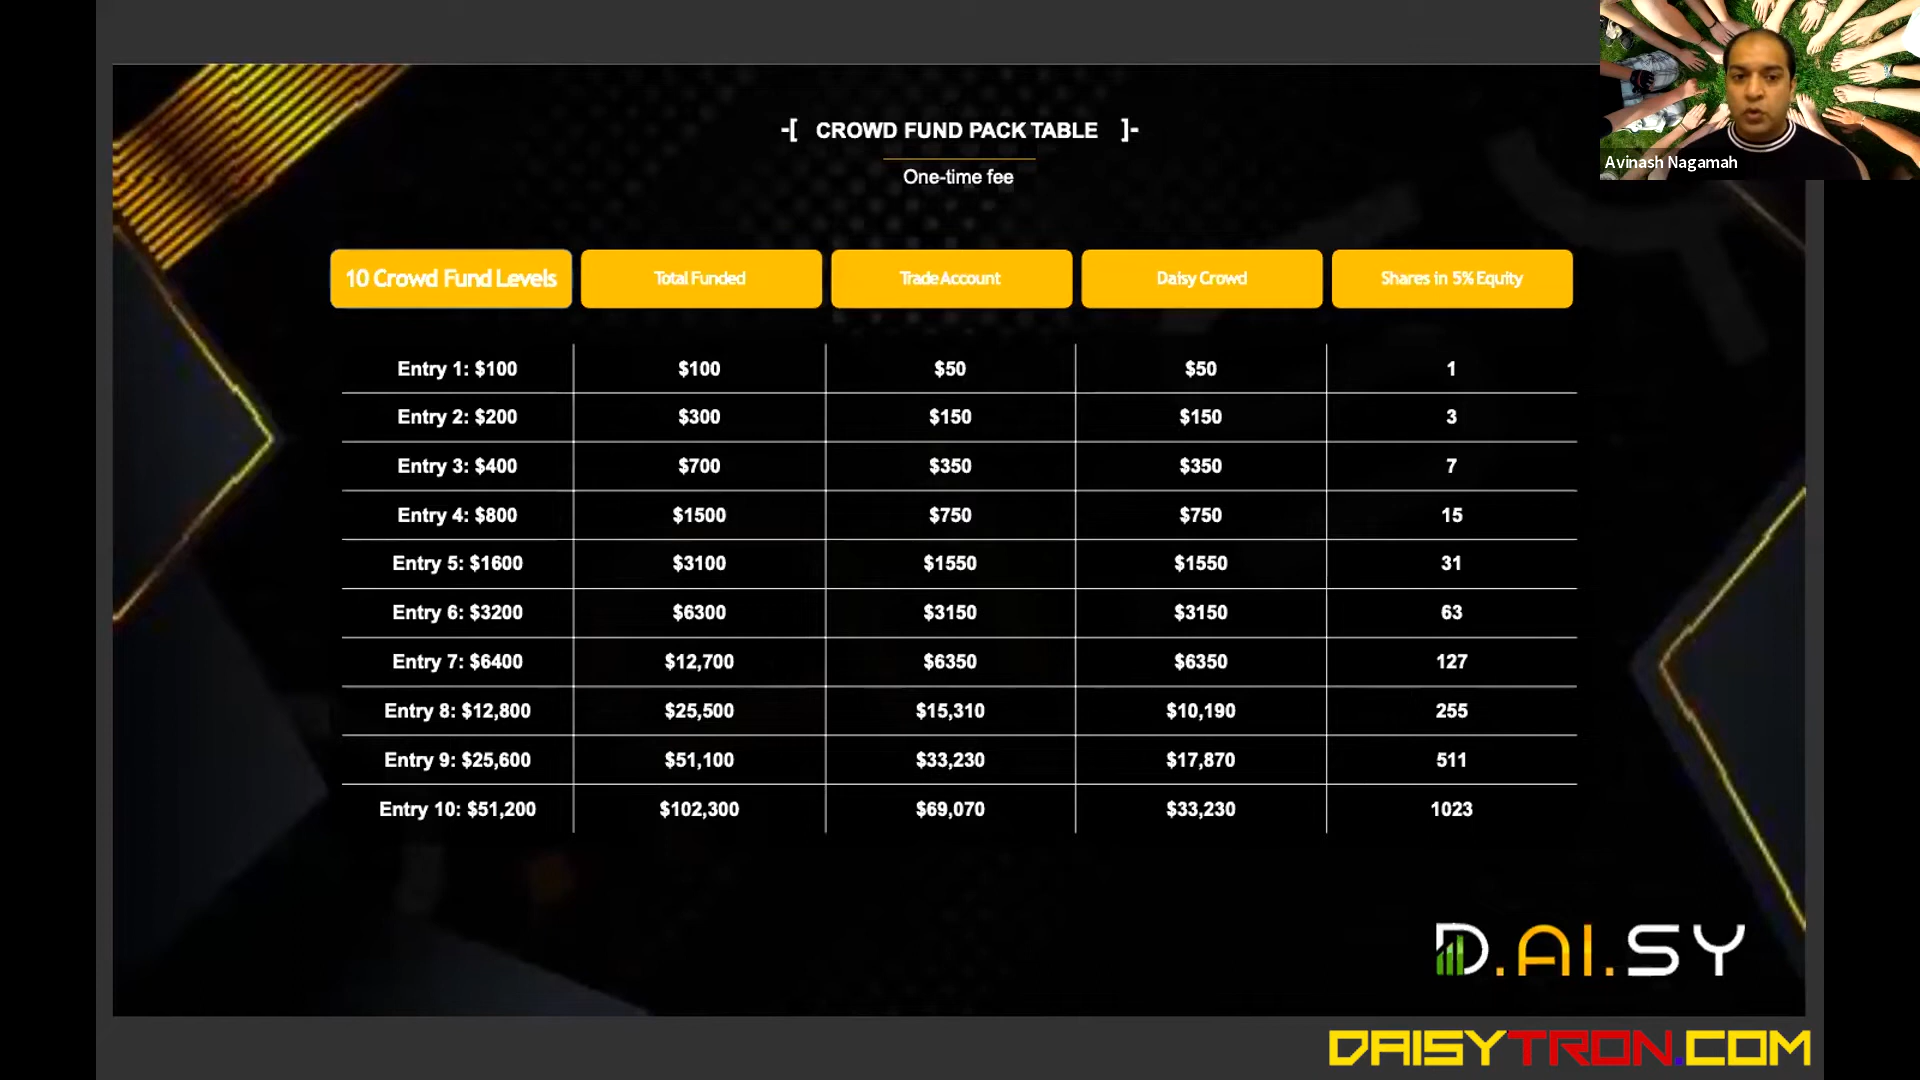 -[ CROWD FUND PACK TABLE ]-
One-time fee
Avinash Nagamah
10 Crowd Fund Levels Total Funded Trade Account Daisy Crowd Shares in 5% Equity
Entry 1: $100 $100 $50 $50 1
Entry 2: $200 $300 $150 $150 3
Entry 3: $400 $700 $350 $350 7
Entry 4: $800 $1500 $750 $750 15
Entry 5: $1600 $3100 $1550 $1550 31
Entry 6: $3200 $6300 $3150 $3150 63
Entry 7: $6400 $12,700 $6350 $6350 127
Entry 8: $12,800 $25,500 $15,310 $10,190 255
Entry 9: $25,600 $51,100 $33,230 $17,870 511
Entry 10: $51,200 $102,300 $69,070 $33,230 1023
D.AI.SY
DAISYTRON.COM